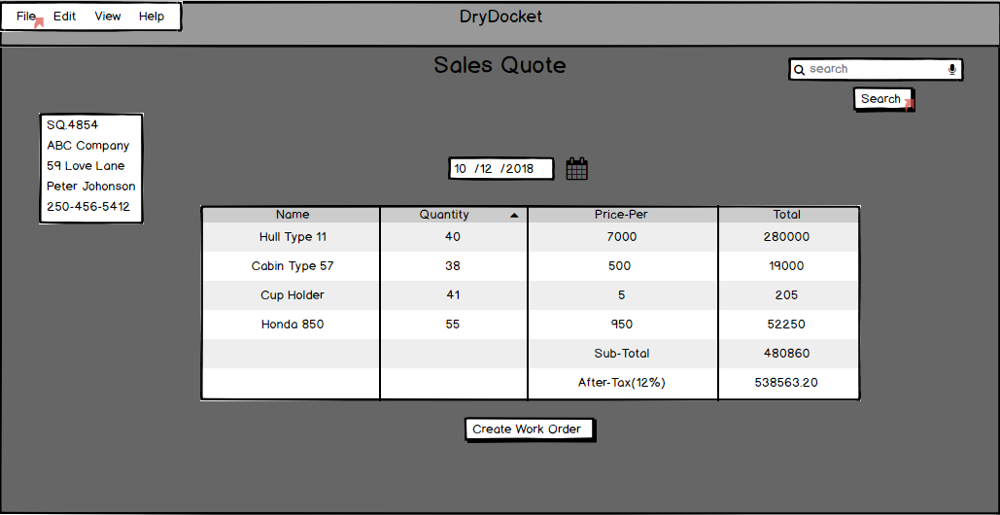 File Edit View Help
DryDocket
Sales Quote
search
Search
SQ.4854
ABC Company
59 Love Lane
Peter Johonson
250-456-5412
10 /12 /2018
Name Quantity Price-Per Total
Hull Type 11 40 7000 280000
Cabin Type 57 38 500 19000
Cup Holder 41 5 205
Honda 850 55 950 52250
Sub-Total 480860
After-Tax(12%) 538563.20
Create Work Order